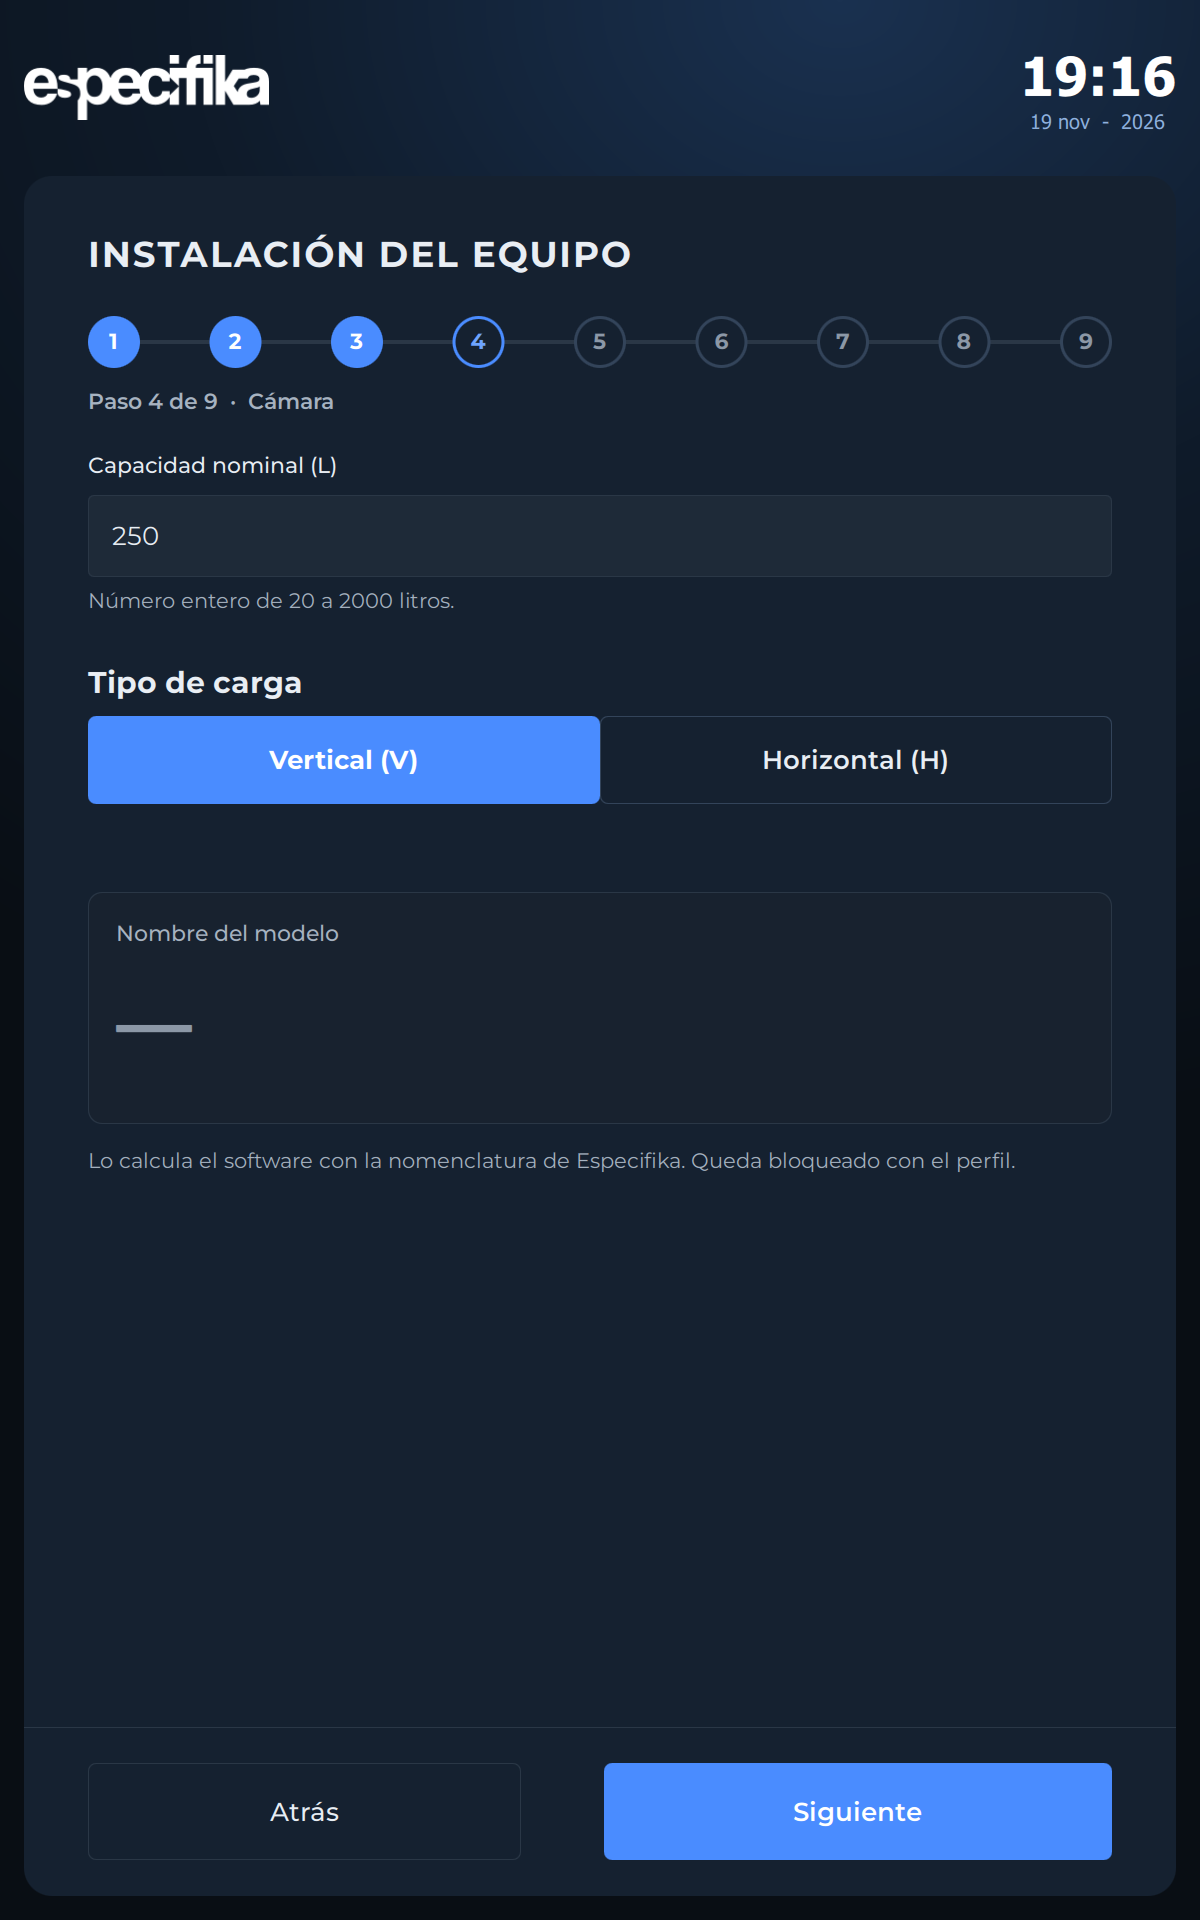 especifika
19:16
19 nov - 2026
INSTALACIÓN DEL EQUIPO
1 2 3 4 5 6 7 8 9
Paso 4 de 9 · Cámara
Capacidad nominal (L)
250
Número entero de 20 a 2000 litros.
Tipo de carga
Vertical (V) Horizontal (H)
Nombre del modelo
—
Lo calcula el software con la nomenclatura de Especifika. Queda bloqueado con el perfil.
Atrás Siguiente